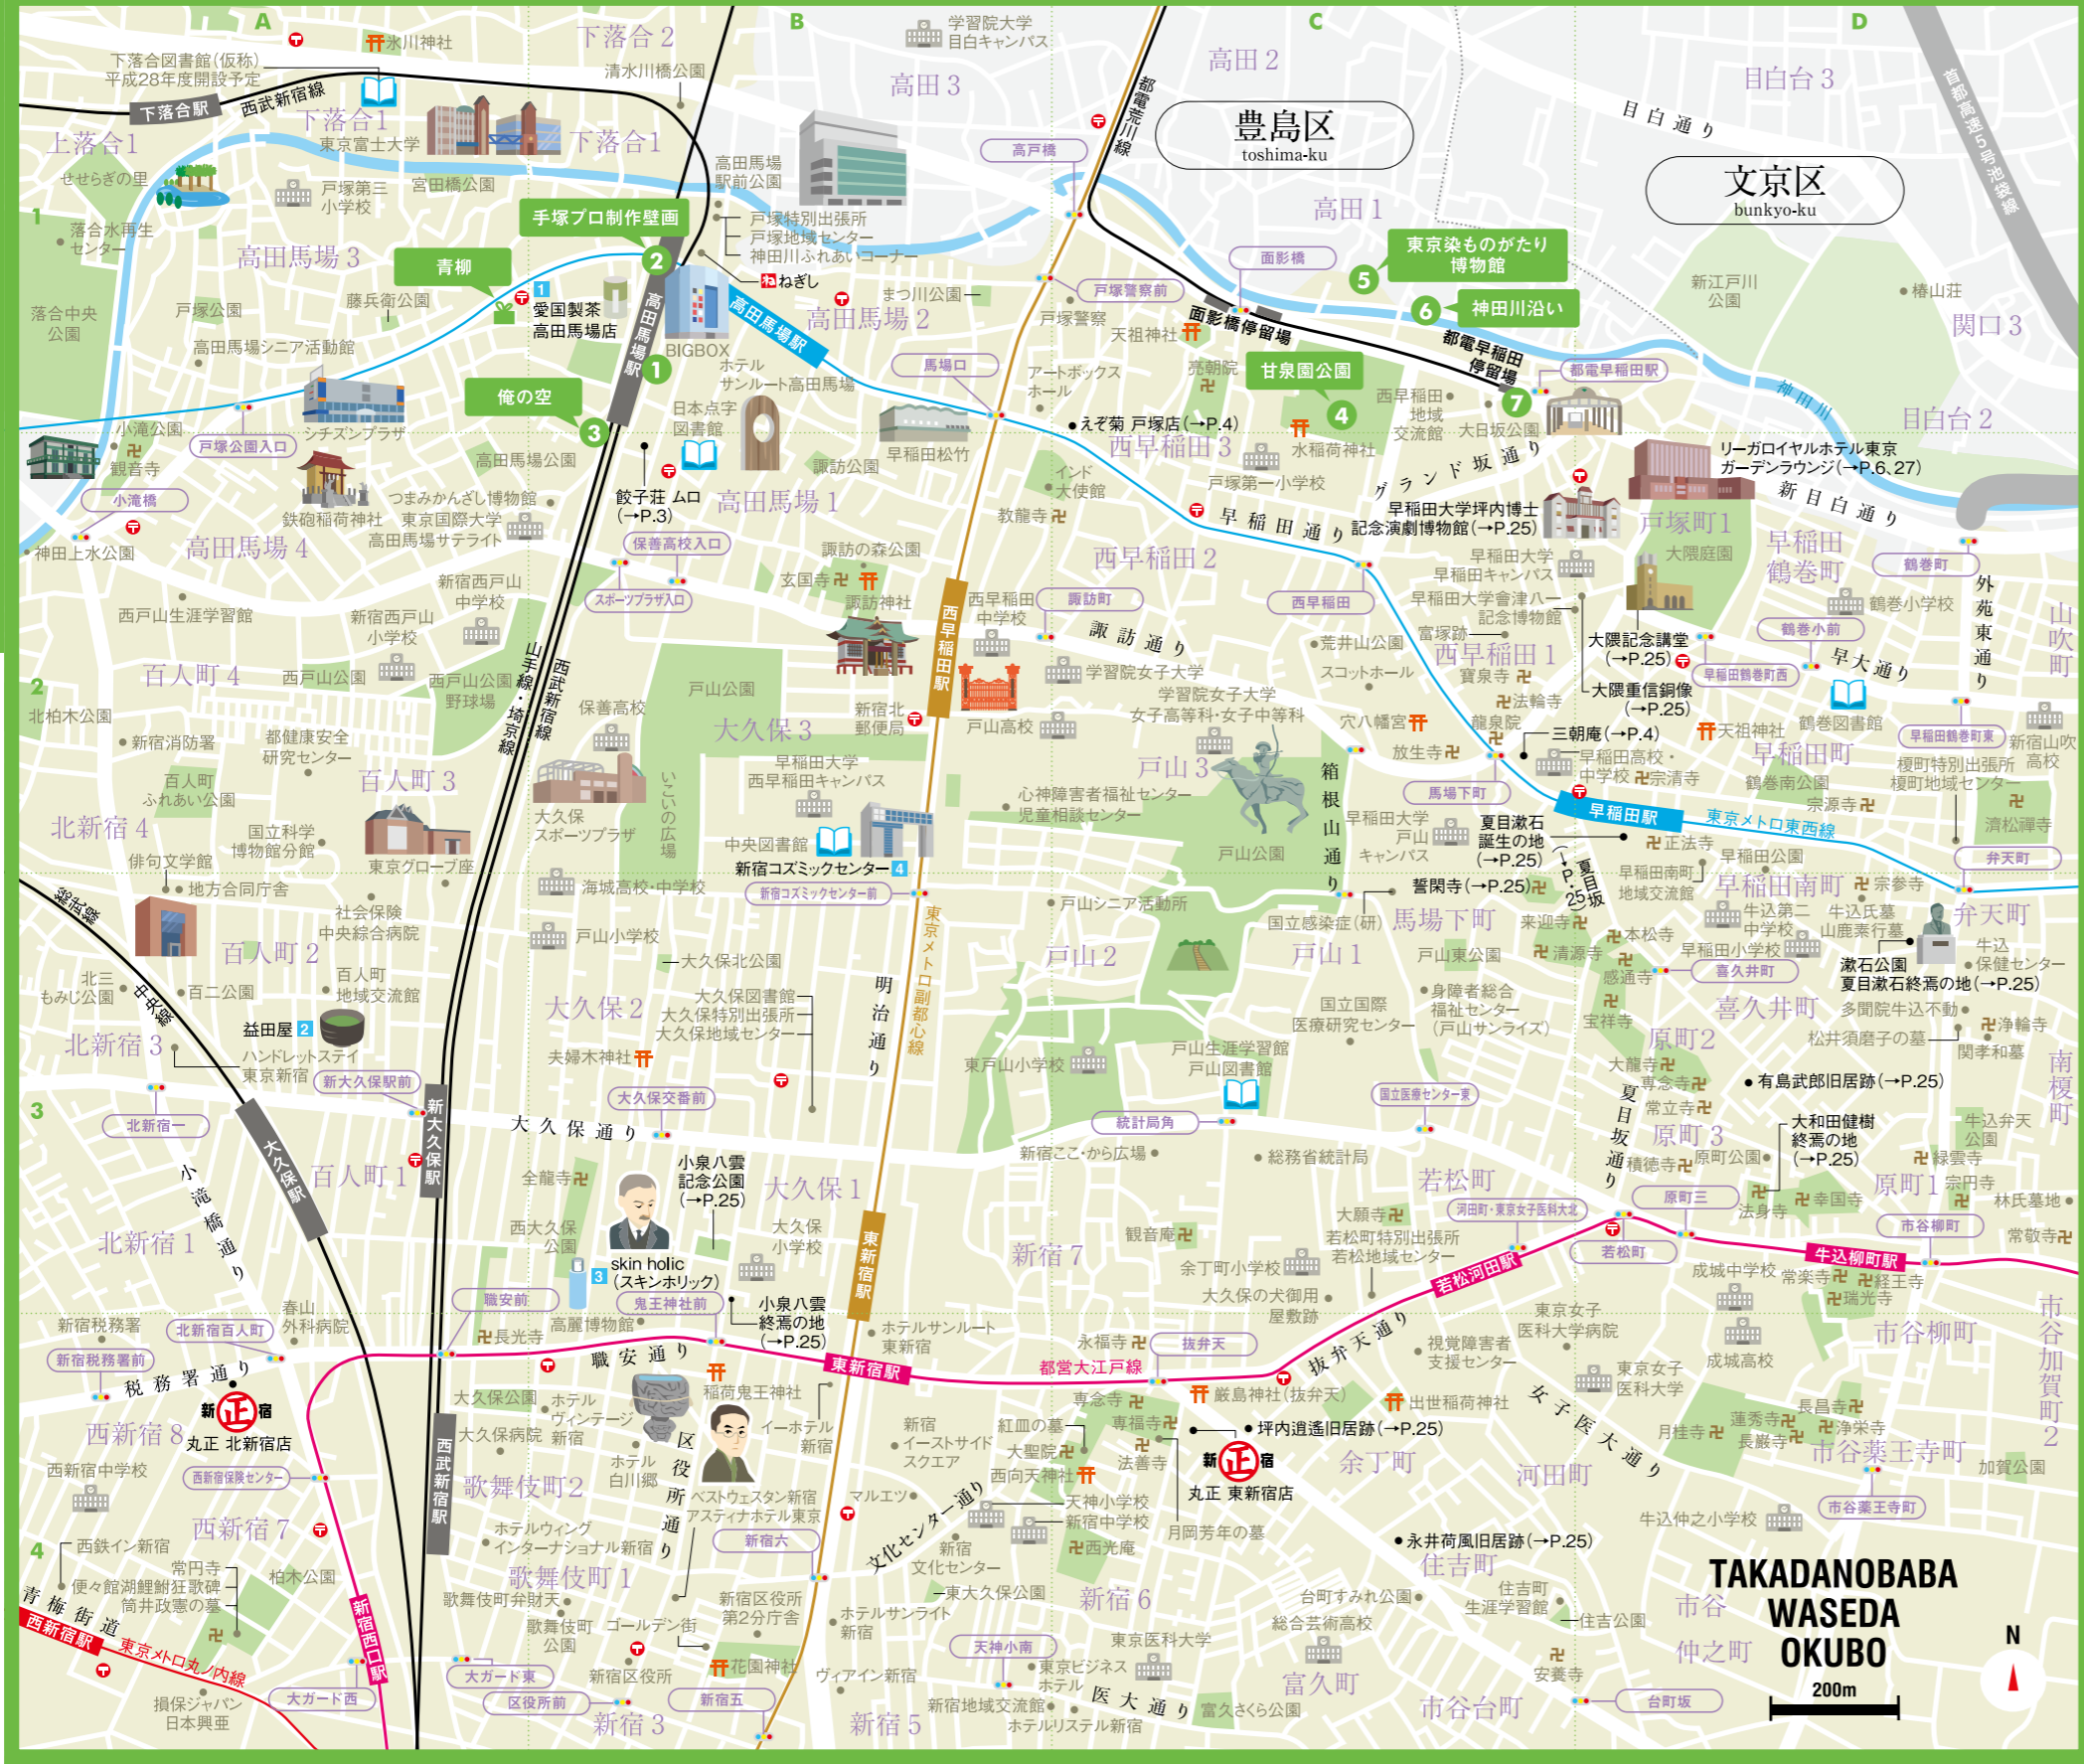 A
B
C
D
1
2
3
4
下落合図書館(仮称)
平成28年度開設予定
氷川神社
下落合2
清水川橋公園
学習院大学
目白キャンパス
高田3
高田2
都電荒川線
豊島区
toshima-ku
目白通り
目白台3
首都高速5号池袋線
文京区
bunkyo-ku
下落合駅
西武新宿線
下落合1
東京富士大学
下落合1
上落合1
せせらぎの里
戸塚第三
小学校
宮田橋公園
高田馬場
駅前公園
高戸橋
高田1
落合水再生
センター
高田馬場3
手塚プロ制作壁画
2
青柳
戸塚特別出張所
戸塚地域センター
神田川ふれあいコーナー
ねぎし
面影橋
5
東京染ものがたり
博物館
6
神田川沿い
新江戸川
公園
椿山荘
関口3
落合中央
公園
戸塚公園
藤兵衛公園
1
愛国製茶
高田馬場店
高田馬場駅
BIGBOX
高田馬場駅
高田馬場2
まつ川公園
戸塚警察前
戸塚警察
天祖神社
面影橋停留場
都電早稲田
停留場
都電早稲田駅
神田川
目白台2
高田馬場シニア活動館
俺の空
3
1
ホテル
サンルート高田馬場
馬場口
アートボックス
ホール
亮朝院
甘泉園公園
4
西早稲田
地域
交流館
7
大日坂公園
小滝公園
観音寺
戸塚公園入口
シチズンプラザ
日本点字
図書館
早稲田松竹
えぞ菊 戸塚店(→P.4)
西早稲田3
水稲荷神社
グランド坂通り
リーガロイヤルホテル東京
ガーデンラウンジ(→P.6、27)
新目白通り
小滝橋
鉄砲稲荷神社
高田馬場公園
つまみかんざし博物館
東京国際大学
高田馬場サテライト
餃子荘 ムロ
(→P.3)
高田馬場1
諏訪公園
インド
大使館
教龍寺
戸塚第一小学校
早稲田通り
早稲田大学坪内博士
記念演劇博物館(→P.25)
戸塚町1
大隈庭園
早稲田
鶴巻町
鶴巻町
神田上水公園
高田馬場4
保善高校入口
諏訪の森公園
玄国寺
諏訪神社
西早稲田2
早稲田大学
早稲田キャンパス
西戸山生涯学習館
新宿西戸山
中学校
新宿西戸山
小学校
スポーツプラザ入口
西早稲田駅
西早稲田
中学校
諏訪町
諏訪通り
西早稲田
早稲田大学會津八一
記念博物館
富塚跡
鶴巻小学校
鶴巻小前
外苑東通り
山吹町
百人町4
西戸山公園
西戸山公園
野球場
山手線・埼京線
西武新宿線
戸山公園
学習院女子大学
荒井山公園
スコットホール
西早稲田1
寶泉寺
大隈記念講堂
(→P.25)
早稲田鶴巻町西
早大通り
北柏木公園
保善高校
大久保3
新宿北
郵便局
戸山高校
学習院女子大学
女子高等科・女子中等科
穴八幡宮
法輪寺
龍泉院
大隈重信銅像
(→P.25)
天祖神社
鶴巻図書館
早稲田鶴巻町東
新宿山吹
高校
新宿消防署
都健康安全
研究センター
百人町
ふれあい公園
百人町3
早稲田大学
西早稲田キャンパス
戸山3
放生寺
三朝庵(→P.4)
早稲田高校・
中学校
宗清寺
早稲田町
鶴巻南公園
榎町特別出張所
榎町地域センター
北新宿4
国立科学
博物館分館
東京グローブ座
大久保
スポーツプラザ
いこいの広場
中央図書館
新宿コズミックセンター
4
心神障害者福祉センター
児童相談センター
箱根山通り
馬場下町
早稲田大学
戸山
キャンパス
夏目漱石
誕生の地
(→P.25)
早稲田駅
東京メトロ東西線
宗源寺
済松禅寺
正法寺
俳句文学館
地方合同庁舎
海城高校・中学校
新宿コズミックセンター前
戸山公園
誓閑寺(→P.25)
夏目坂
(→P.25)
早稲田南町
地域交流館
早稲田公園
早稲田南町
宗参寺
弁天町
弁天町
総武線
社会保険
中央綜合病院
百人町2
戸山小学校
東京メトロ副都心線
戸山シニア活動所
国立感染症(研)
馬場下町
来迎寺
牛込第二
中学校
牛込氏墓
山鹿素行墓
戸山2
戸山1
戸山東公園
清源寺
本松寺
感通寺
早稲田小学校
喜久井町
漱石公園
夏目漱石終焉の地(→P.25)
牛込
保健センター
北三
もみじ公園
百二公園
百人町
地域交流館
大久保北公園
大久保2
大久保図書館
大久保特別出張所
大久保地域センター
明治通り
国立国際
医療研究センター
身障者総合
福祉センター
(戸山サンライズ)
宝祥寺
喜久井町
多聞院牛込不動
中央線
益田屋
2
北新宿3
ハンドレットステイ
東京新宿
新大久保駅前
夫婦木神社
東戸山小学校
戸山生涯学習館
戸山図書館
原町2
大龍寺
松井須磨子の墓
浄輪寺
関孝和墓
南榎町
北新宿一
大久保駅
新大久保駅
大久保通り
大久保交番前
統計局角
国立医療センター東
専念寺
常立寺
夏目坂通り
有島武郎旧居跡(→P.25)
大和田健樹
終焉の地
(→P.25)
牛込弁天
公園
小滝橋通り
百人町1
全龍寺
小泉八雲
記念公園
(→P.25)
大久保1
新宿ここ・から広場
総務省統計局
若松町
原町3
積徳寺
原町公園
緑雲寺
北新宿1
西大久保
公園
大久保
小学校
東新宿駅
新宿7
観音庵
大願寺
河田町・東京女子医科大北
若松町特別出張所
若松地域センター
若松町
原町三
法身寺
幸国寺
原町1
宗円寺
林氏墓地
市谷柳町
常敬寺
3
skin holic
(スキンホリック)
余丁町小学校
若松河田駅
牛込柳町駅
職安前
鬼王神社前
小泉八雲
終焉の地
(→P.25)
大久保の犬御用
屋敷跡
成城中学校
常楽寺
経王寺
瑞光寺
新宿税務署
北新宿百人町
春山
外科病院
長光寺
高麗博物館
ホテルサンルート
東新宿
永福寺
抜弁天
抜弁天通り
視覚障害者
支援センター
東京女子
医科大学病院
成城高校
市谷柳町
市谷加賀町2
新宿税務署前
税務署通り
職安通り
東新宿駅
都営大江戸線
新宿
丸正 北新宿店
西新宿8
大久保公園
大久保病院
ホテル
ヴィンテージ
新宿
稲荷鬼王神社
イーホテル
新宿
専念寺
厳島神社(抜弁天)
出世稲荷神社
東京女子
医科大学
女子医大通り
西新宿中学校
西新宿保険センター
西武新宿駅
歌舞伎町2
ホテル
白川郷
区役所通り
新宿
イーストサイド
スクエア
紅皿の墓
大聖院
専福寺
法善寺
西向天神社
坪内逍遙旧居跡(→P.25)
新宿
丸正 東新宿店
余丁町
河田町
月桂寺
蓮秀寺
長昌寺
長巌寺
浄栄寺
市谷薬王寺町
加賀公園
市谷薬王寺町
西新宿7
ホテルウィング
インターナショナル新宿
ベストウェスタン新宿
アスティナホテル東京
新宿六
マルエツ
文化センター通り
天神小学校
新宿中学校
月岡芳年の墓
牛込仲之小学校
西鉄イン新宿
常円寺
便々館湖鯉鮒狂歌碑
筒井政憲の墓
柏木公園
歌舞伎町1
新宿
文化センター
西光庵
永井荷風旧居跡(→P.25)
住吉町
青梅街道
西新宿駅
東京メトロ丸ノ内線
新宿西口駅
歌舞伎町弁財天
歌舞伎町
公園
ゴールデン街
新宿区役所
第2分庁舎
東大久保公園
ホテルサンライト
新宿
新宿6
台町すみれ公園
総合芸術高校
住吉町
生涯学習館
住吉公園
市谷
仲之町
損保ジャパン
日本興亜
大ガード西
大ガード東
新宿区役所
区役所前
花園神社
新宿五
ヴィアイン新宿
天神小南
東京医科大学
東京ビジネス
ホテル
富久町
安養寺
新宿3
新宿5
新宿地域交流館
ホテルリステル新宿
医大通り
富久さくら公園
市谷台町
台町坂
TAKADANOBABA
WASEDA
OKUBO
200m
N